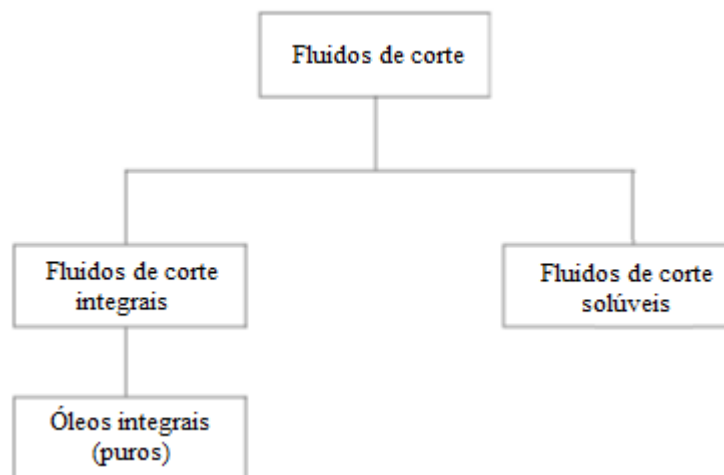 Fluidos de corte
Fluidos de corte
integrais
Fluidos de corte
solúveis
Óleos integrais
(puros)